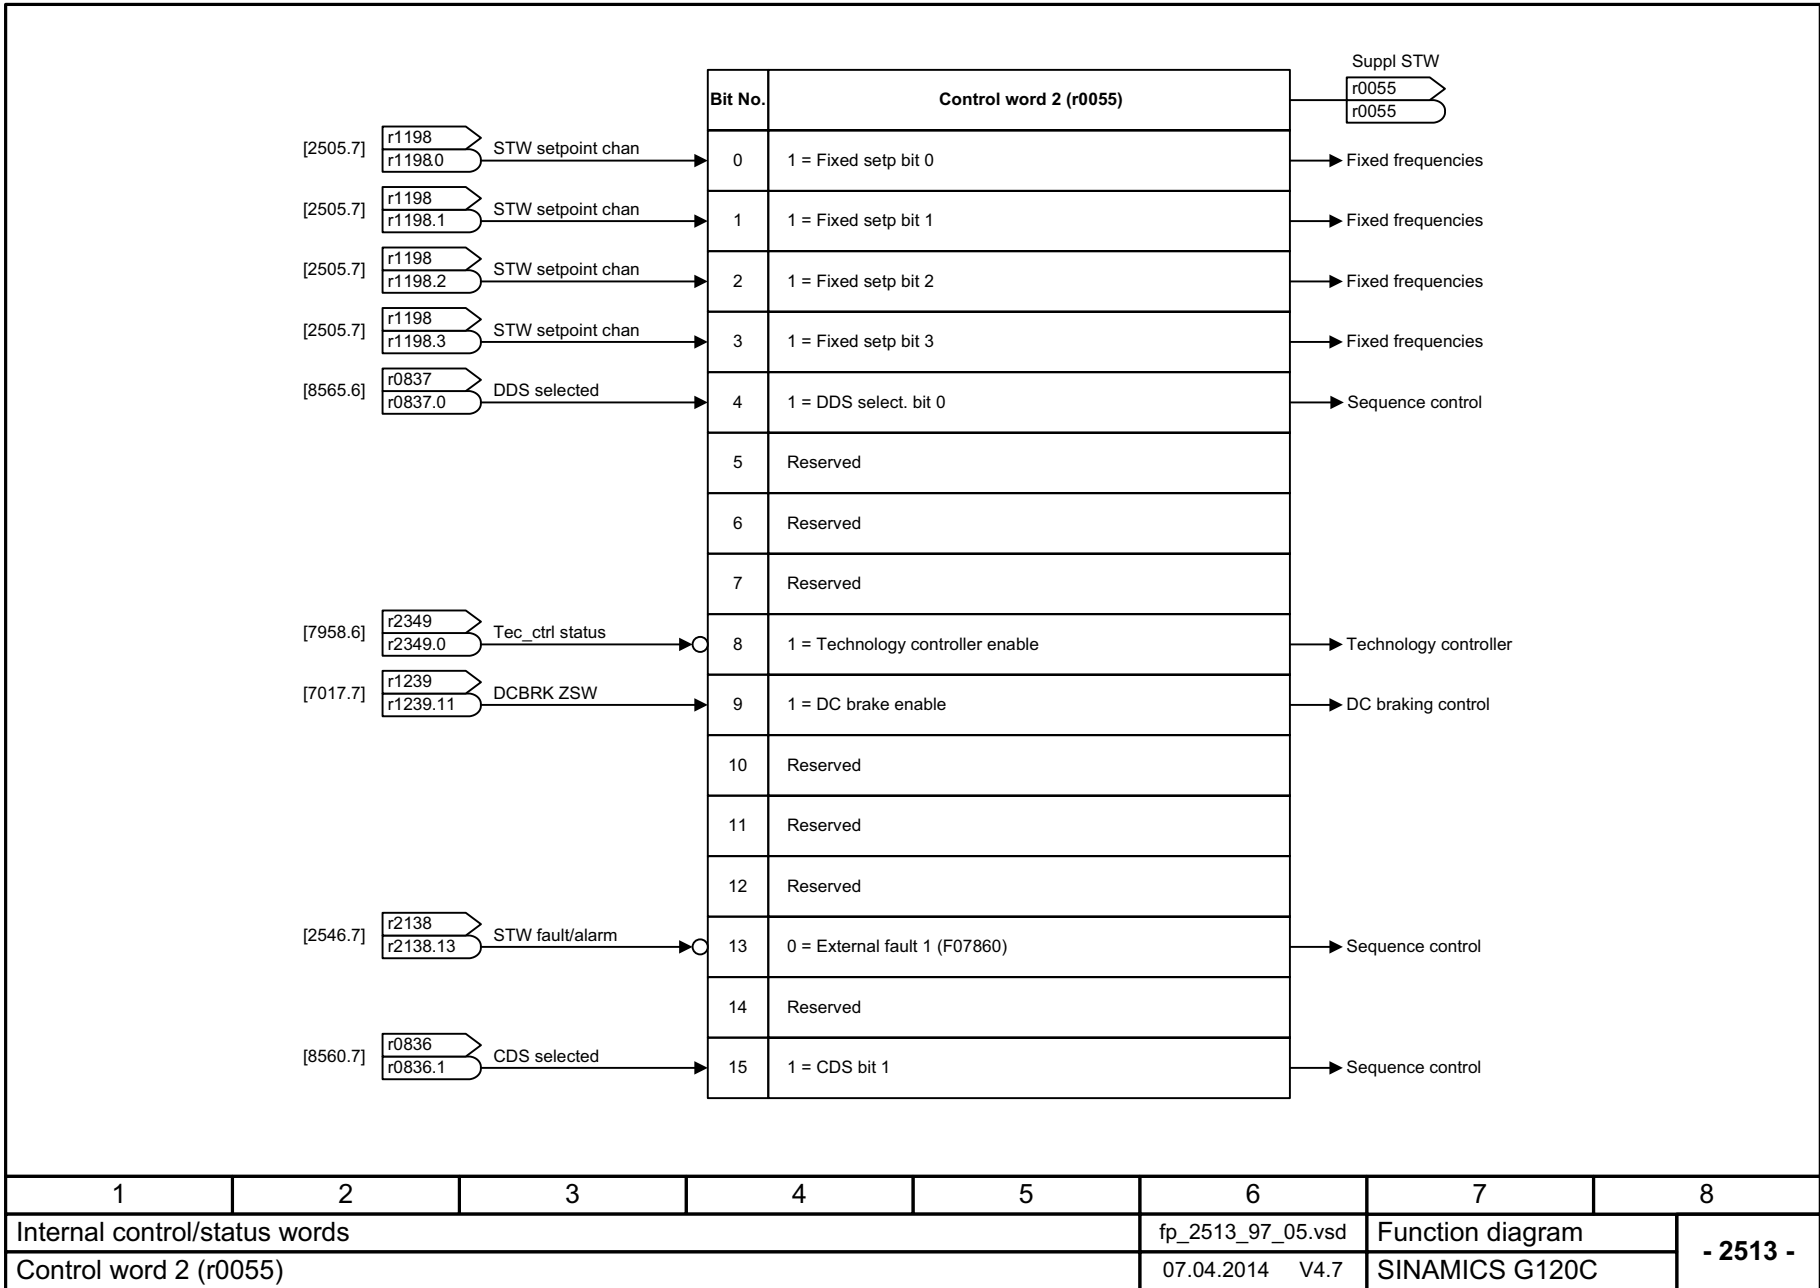 Suppl STW
Bit No. Control word 2 (r0055) r0055
r0055
[2505.7] r1198 STW setpoint chan
r1198.0 0 1 = Fixed setp bit 0 Fixed frequencies
[2505.7] r1198 STW setpoint chan
r1198.1 1 1 = Fixed setp bit 1 Fixed frequencies
[2505.7] r1198 STW setpoint chan
r1198.2 2 1 = Fixed setp bit 2 Fixed frequencies
[2505.7] r1198 STW setpoint chan
r1198.3 3 1 = Fixed setp bit 3 Fixed frequencies
[8565.6] r0837 DDS selected
r0837.0 4 1 = DDS select. bit 0 Sequence control
5 Reserved
6 Reserved
7 Reserved
[7958.6] r2349 Tec_ctrl status
r2349.0 8 1 = Technology controller enable Technology controller
[7017.7] r1239 DCBRK ZSW
r1239.11 9 1 = DC brake enable DC braking control
10 Reserved
11 Reserved
12 Reserved
[2546.7] r2138 STW fault/alarm
r2138.13 13 0 = External fault 1 (F07860) Sequence control
14 Reserved
[8560.7] r0836 CDS selected
r0836.1 15 1 = CDS bit 1 Sequence control
1 2 3 4 5 6 7 8
Internal control/status words fp_2513_97_05.vsd Function diagram - 2513 -
Control word 2 (r0055) 07.04.2014 V4.7 SINAMICS G120C